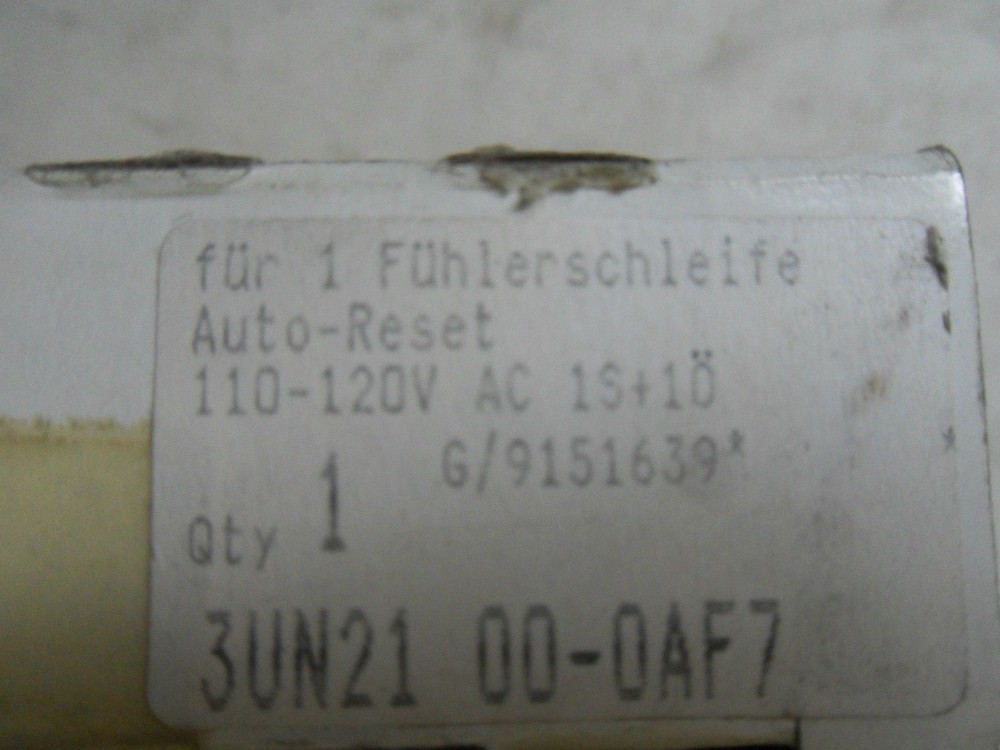 für 1 Fühlerschleife
Auto-Reset
110-120V AC 1S+1Ö
G/9151639*
Qty 1
3UN21 00-0AF7